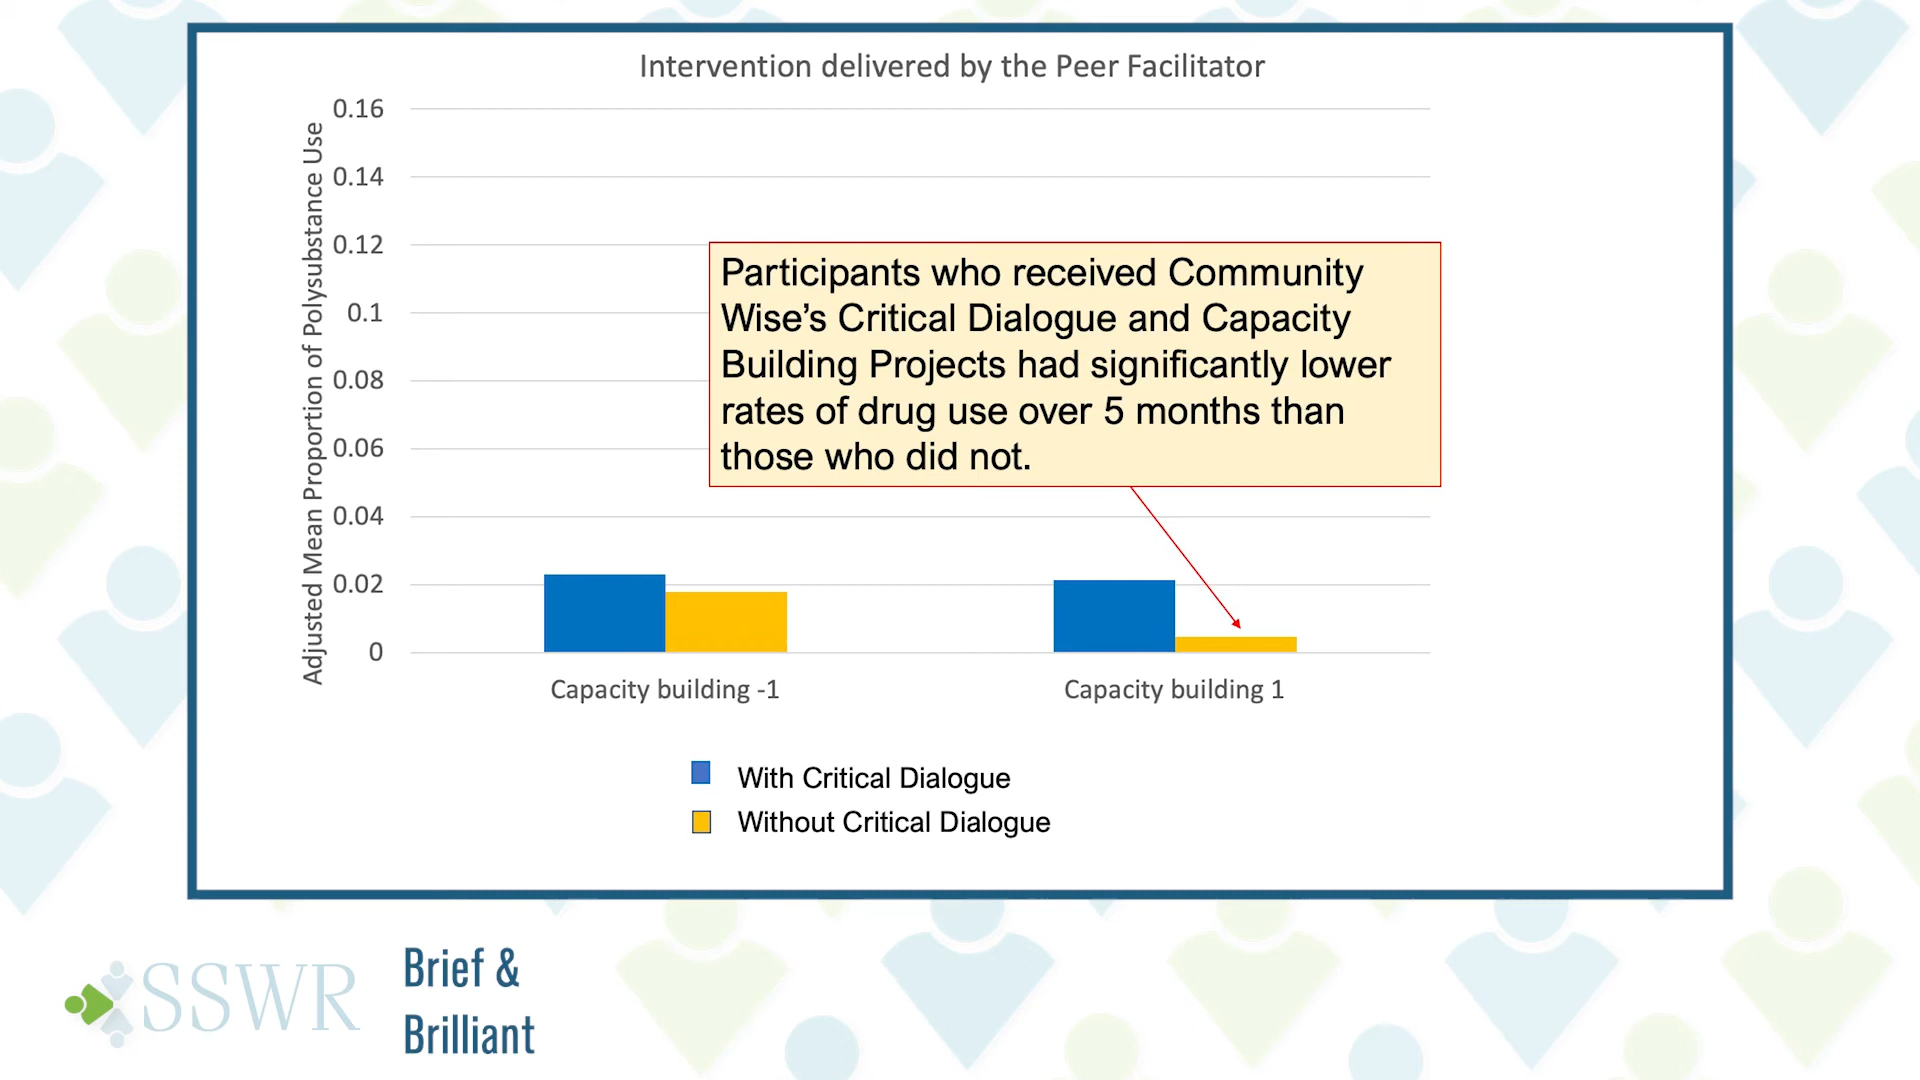 Intervention delivered by the Peer Facilitator
Adjusted Mean Proportion of Polysubstance Use
0.16
0.14
0.12
0.1
0.08
0.06
0.04
0.02
0
Participants who received Community
Wise’s Critical Dialogue and Capacity
Building Projects had significantly lower
rates of drug use over 5 months than
those who did not.
Capacity building -1
Capacity building 1
With Critical Dialogue
Without Critical Dialogue
SSWR
Brief &
Brilliant